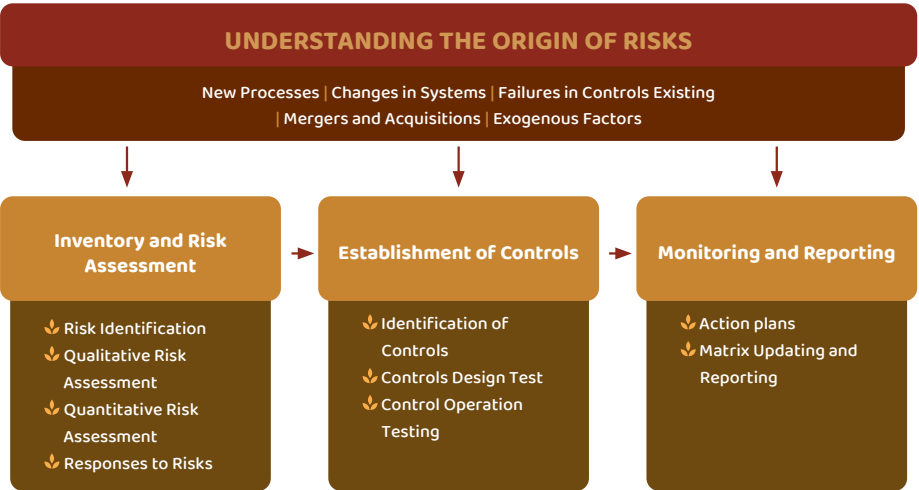 UNDERSTANDING THE ORIGIN OF RISKS
New Processes | Changes in Systems | Failures in Controls Existing
| Mergers and Acquisitions | Exogenous Factors
Inventory and Risk
Assessment
Risk Identification
Qualitative Risk
Assessment
Quantitative Risk
Assessment
Responses to Risks
Establishment of Controls
Identification of
Controls
Controls Design Test
Control Operation
Testing
Monitoring and Reporting
Action plans
Matrix Updating and
Reporting